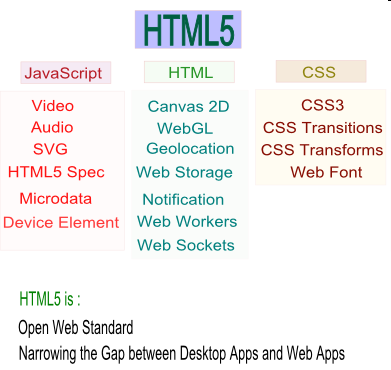 HTML5
JavaScript
Video
Audio
SVG
HTML5 Spec
Microdata
Device Element
HTML
Canvas 2D
WebGL
Geolocation
Web Storage
Notification
Web Workers
Web Sockets
CSS
CSS3
CSS Transitions
CSS Transforms
Web Font
HTML5 is :
Open Web Standard
Narrowing the Gap between Desktop Apps and Web Apps